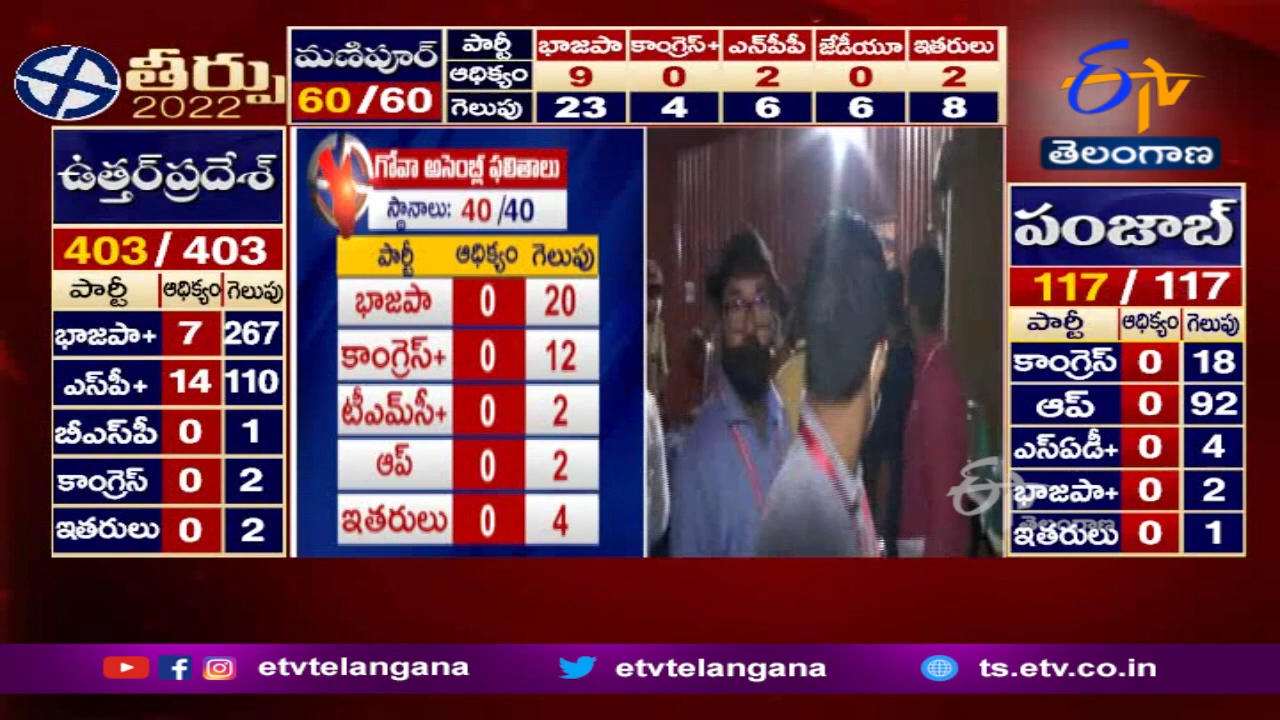 తీర్పు
2022
మణిపూర్
60/60
పార్టీ భాజపా కాంగ్రెస్+ ఎన్‌పీపీ జేడీయూ ఇతరులు
ఆధిక్యం 9 0 2 0 2
గెలుపు 23 4 6 6 8
ETV
తెలంగాణ
ఉత్తర్‌ప్రదేశ్
403/403
పార్టీ ఆధిక్యం గెలుపు
భాజపా+ 7 267
ఎస్‌పీ+ 14 110
బీఎస్‌పీ 0 1
కాంగ్రెస్ 0 2
ఇతరులు 0 2
గోవా అసెంబ్లీ ఫలితాలు
స్థానాలు: 40/40
పార్టీ ఆధిక్యం గెలుపు
భాజపా 0 20
కాంగ్రెస్+ 0 12
టీఎమ్‌సీ+ 0 2
ఆప్ 0 2
ఇతరులు 0 4
పంజాబ్
117/117
పార్టీ ఆధిక్యం గెలుపు
కాంగ్రెస్ 0 18
ఆప్ 0 92
ఎస్ఏడీ+ 0 4
భాజపా+ 0 2
ఇతరులు 0 1
తెలంగాణ
etvtelangana etvtelangana ts.etv.co.in